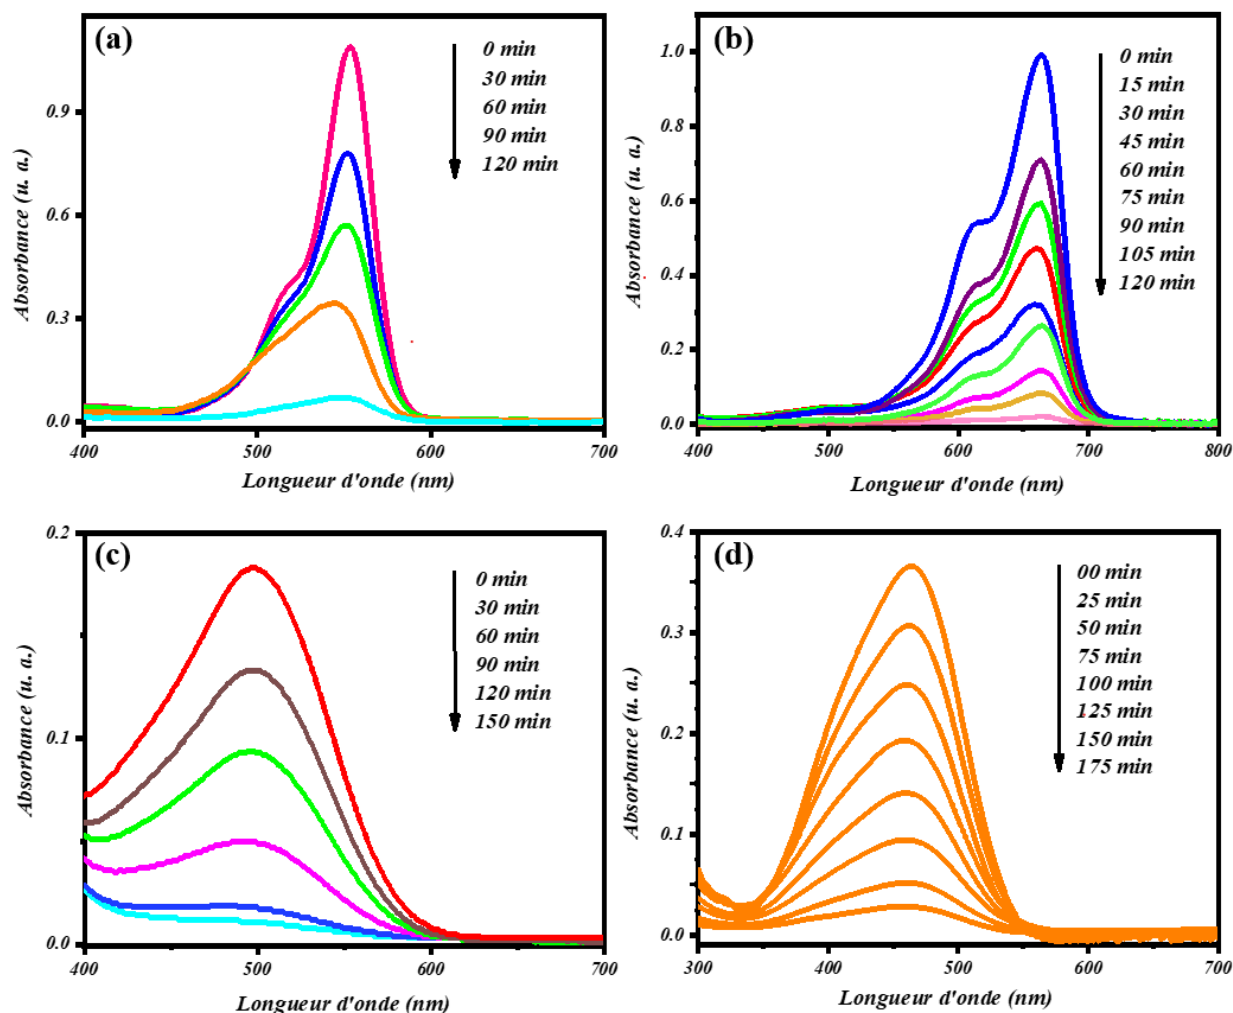 (a)
0 min
30 min
60 min
90 min
120 min
0.9
0.6
0.3
0.0
400
500
600
700
Absorbance (u. a.)
Longueur d'onde (nm)
(b)
0 min
15 min
30 min
45 min
60 min
75 min
90 min
105 min
120 min
1.0
0.8
0.6
0.4
0.2
0.0
400
500
600
700
800
Absorbance (u. a.)
Longueur d'onde (nm)
(c)
0 min
30 min
60 min
90 min
120 min
150 min
0.2
0.1
0.0
400
500
600
700
Absorbance (u. a.)
Longueur d'onde (nm)
(d)
00 min
25 min
50 min
75 min
100 min
125 min
150 min
175 min
0.4
0.3
0.2
0.1
0.0
300
400
500
600
700
Absorbance (u. a.)
Longueur d'onde (nm)